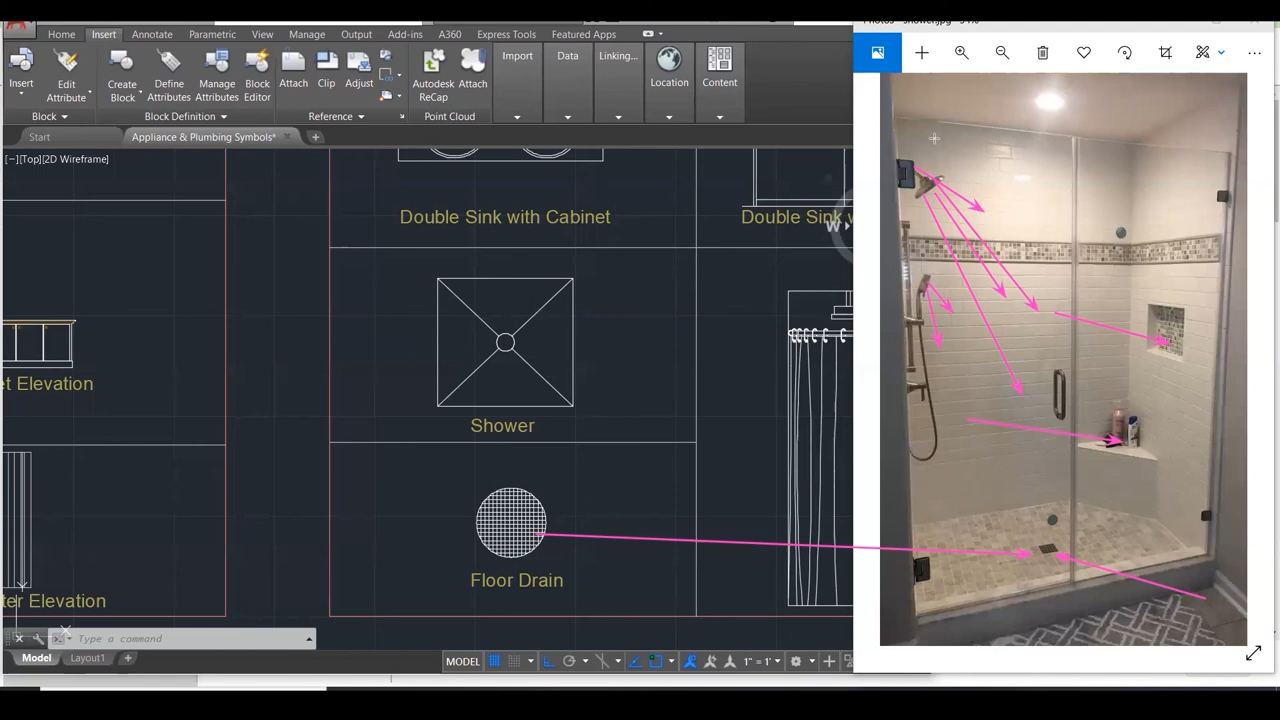 Home Insert Annotate Parametric View Manage Output Add-ins A360 Express Tools Featured Apps
Insert Edit Attribute Create Block Define Attributes Manage Attributes Block Editor Attach Clip Adjust Autodesk ReCap Attach Import Data Linking... Location Content
Block Block Definition Reference Point Cloud
Start Appliance & Plumbing Symbols*
[−][Top][2D Wireframe]
Double Sink with Cabinet
Double Sink w
W
Shower
et Elevation
Floor Drain
ter Elevation
Type a command
Model Layout1
MODEL 1" = 1'